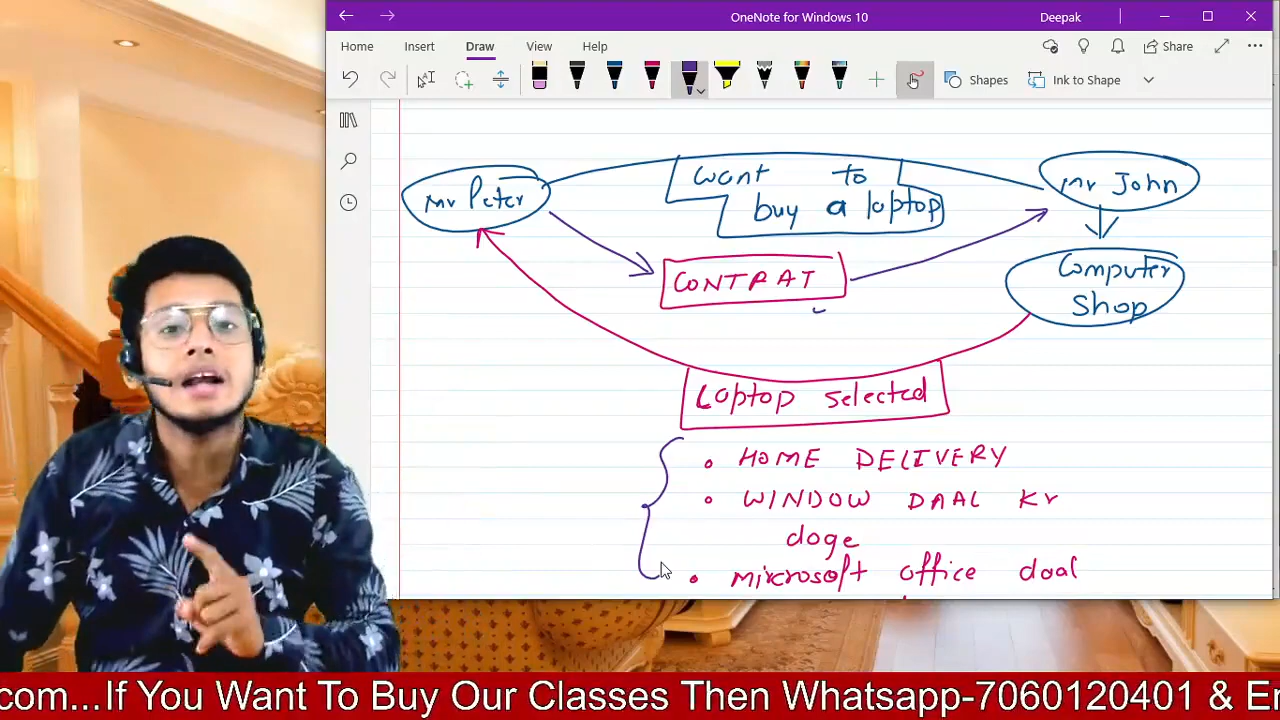 OneNote for Windows 10
Deepak
Home Insert Draw View Help
Share
Shapes
Ink to Shape
Mr Peter
Want to
buy a laptop
Mr John
CONTRAT
Computer
Shop
Laptop selected
• HOME DELIVERY
• WINDOW DAAL Kr
doge
• mikrosoft office daal
com...If You Want To Buy Our Classes Then Whatsapp-7060120401 & E